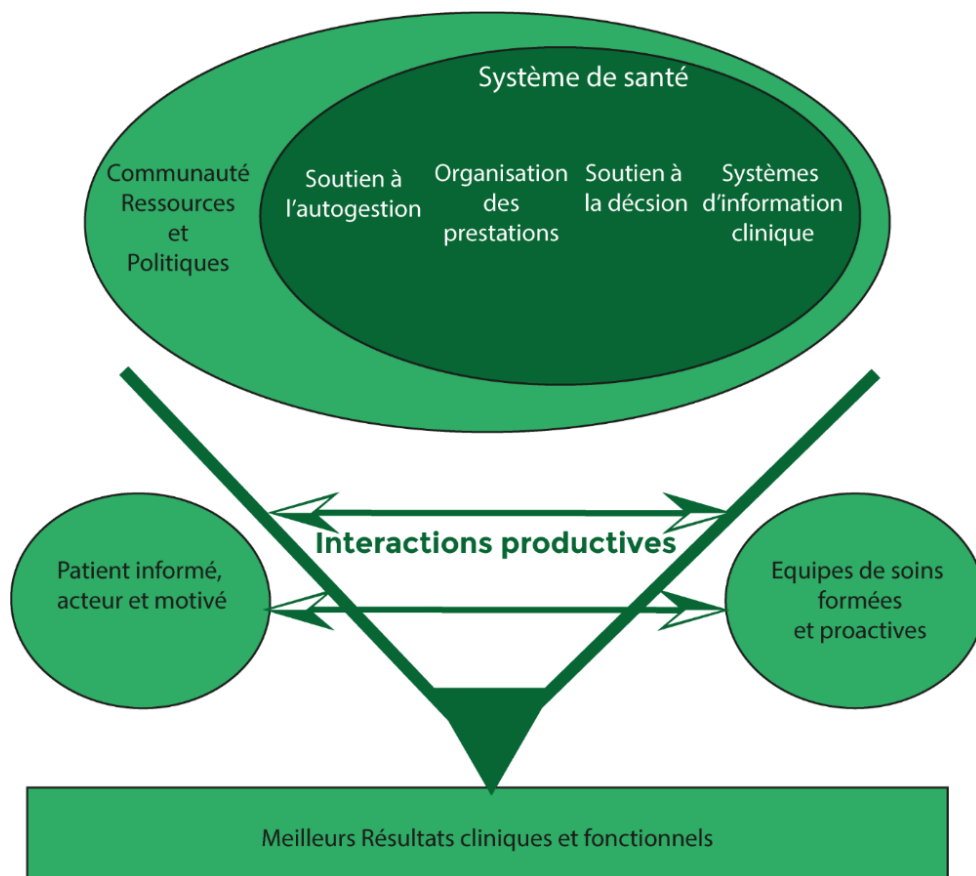 Système de santé
Communauté
Ressources
et
Politiques
Soutien à
l'autogestion
Organisation
des
prestations
Soutien à
la décsion
Systèmes
d'information
clinique
Interactions productives
Patient informé,
acteur et motivé
Equipes de soins
formées
et proactives
Meilleurs Résultats cliniques et fonctionnels